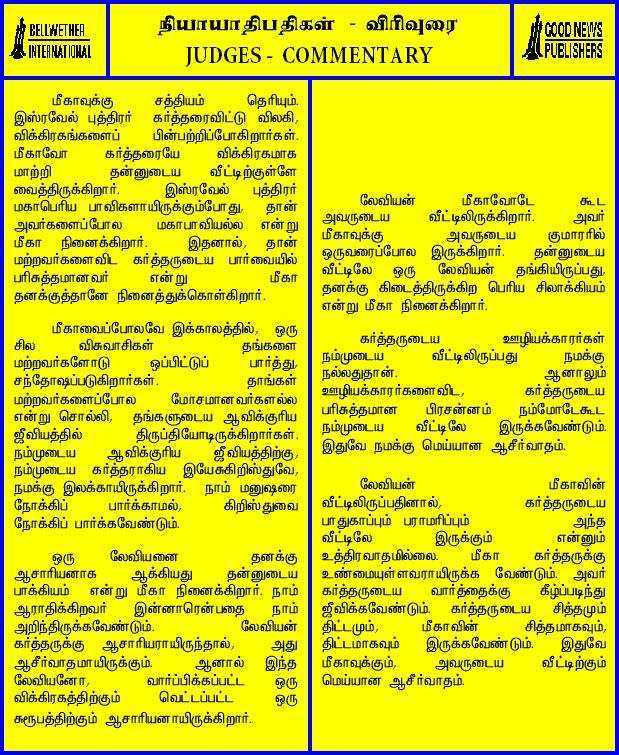 BELLWETHER
INTERNATIONAL
நியாயாதிபதிகள் - விரிவுரை
JUDGES - COMMENTARY
GOOD NEWS
PUBLISHERS
மீகாவுக்கு சத்தியம் தெரியும்.
இஸ்ரவேல் புத்திரர் கர்த்தரைவிட்டு விலகி,
விக்கிரகங்களைப் பின்பற்றிப்போகிறார்கள்.
மீகாவோ கர்த்தரையே விக்கிரகமாக
மாற்றி தன்னுடைய வீட்டிற்குள்ளே
வைத்திருக்கிறார். இஸ்ரவேல் புத்திரர்
மகாபெரிய பாவிகளாயிருக்கும்போது, தான்
அவர்களைப்போல மகாபாவியல்ல என்று
மீகா நினைக்கிறார். இதனால், தான்
மற்றவர்களைவிட கர்த்தருடைய பார்வையில்
பரிசுத்தமானவர் என்று மீகா
தனக்குத்தானே நினைத்துக்கொள்கிறார்.
மீகாவைப்போலவே இக்காலத்தில், ஒரு
சில விசுவாசிகள் தங்களை
மற்றவர்களோடு ஒப்பிட்டுப் பார்த்து,
சந்தோஷப்படுகிறார்கள். தாங்கள்
மற்றவர்களைப்போல மோசமானவர்களல்ல
என்று சொல்லி, தங்களுடைய ஆவிக்குரிய
ஜீவியத்தில் திருப்தியோடிருக்கிறார்கள்.
நம்முடைய ஆவிக்குரிய ஜீவியத்திற்கு,
நம்முடைய கர்த்தராகிய இயேசுகிறிஸ்துவே,
நமக்கு இலக்காயிருக்கிறார். நாம் மனுஷரை
நோக்கிப் பார்க்காமல், கிறிஸ்துவை
நோக்கிப் பார்க்கவேண்டும்.
ஒரு லேவியனை தனக்கு
ஆசாரியனாக ஆக்கியது தன்னுடைய
பாக்கியம் என்று மீகா நினைக்கிறார். நாம்
ஆராதிக்கிறவர் இன்னாரென்பதை நாம்
அறிந்திருக்கவேண்டும். லேவியன்
கர்த்தருக்கு ஆசாரியராயிருந்தால், அது
ஆசீர்வாதமாயிருக்கும். ஆனால் இந்த
லேவியனோ, வார்ப்பிக்கப்பட்ட ஒரு
விக்கிரகத்திற்கும் வெட்டப்பட்ட ஒரு
சுரூபத்திற்கும் ஆசாரியனாயிருக்கிறார்.
லேவியன் மீகாவோடே கூட
அவருடைய வீட்டிலிருக்கிறார். அவர்
மீகாவுக்கு அவருடைய குமாரரில்
ஒருவரைப்போல இருக்கிறார். தன்னுடைய
வீட்டிலே ஒரு லேவியன் தங்கியிருப்பது,
தனக்கு கிடைத்திருக்கிற பெரிய சிலாக்கியம்
என்று மீகா நினைக்கிறார்.
கர்த்தருடைய ஊழியக்காரர்கள்
நம்முடைய வீட்டிலிருப்பது நமக்கு
நல்லதுதான். ஆனாலும்
ஊழியக்காரர்களைவிட, கர்த்தருடைய
பரிசுத்தமான பிரசன்னம் நம்மோடேகூட
நம்முடைய வீட்டிலே இருக்கவேண்டும்.
இதுவே நமக்கு மெய்யான ஆசீர்வாதம்.
லேவியன் மீகாவின்
வீட்டிலிருப்பதினால், கர்த்தருடைய
பாதுகாப்பும் பராமரிப்பும் அந்த
வீட்டிலே இருக்கும் என்னும்
உத்திரவாதமில்லை. மீகா கர்த்தருக்கு
உண்மையுள்ளவராயிருக்க வேண்டும். அவர்
கர்த்தருடைய வார்த்தைக்கு கீழ்ப்படிந்து
ஜீவிக்கவேண்டும். கர்த்தருடைய சித்தமும்
திட்டமும், மீகாவின் சித்தமாகவும்,
திட்டமாகவும் இருக்கவேண்டும். இதுவே
மீகாவுக்கும், அவருடைய வீட்டிற்கும்
மெய்யான ஆசீர்வாதம்.